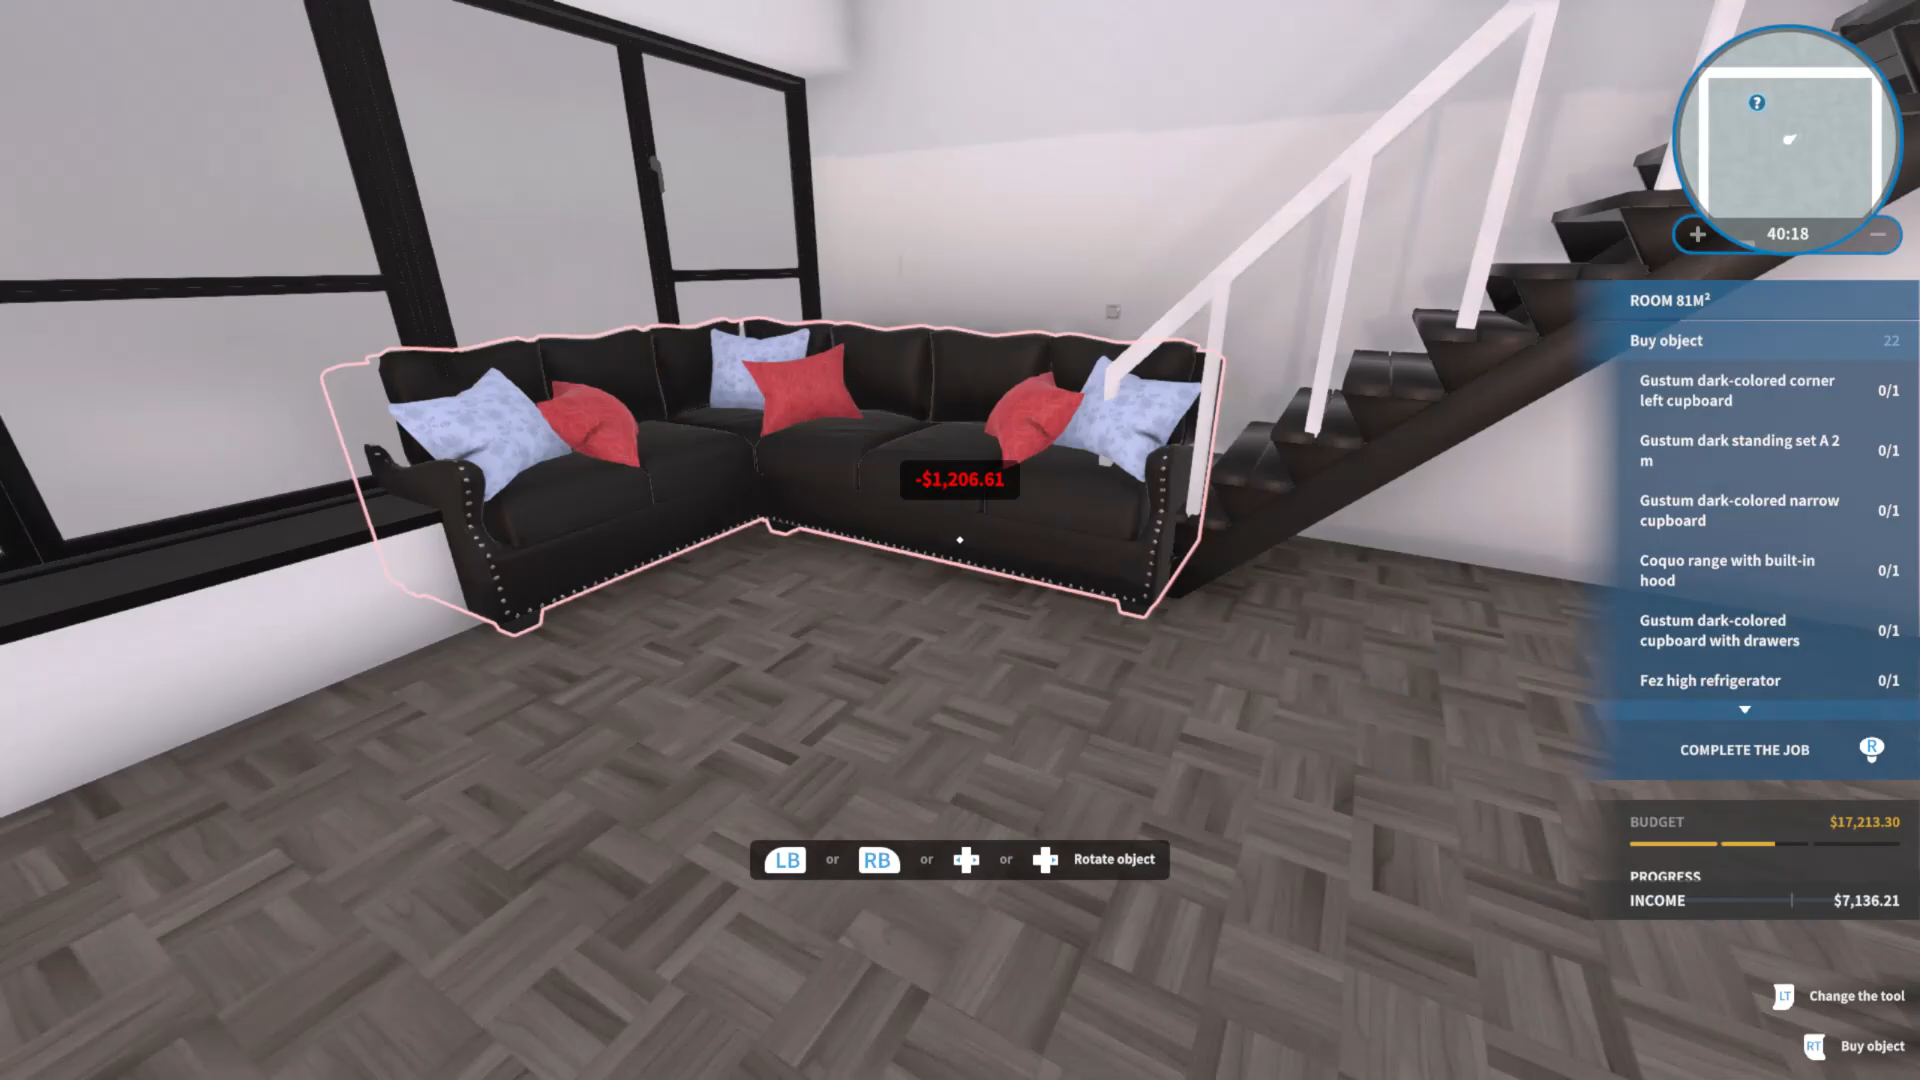 ?
40:18
ROOM 81M²
Buy object 22
Gustum dark-colored corner
left cupboard 0/1
Gustum dark standing set A 2
m 0/1
Gustum dark-colored narrow
cupboard 0/1
Coquo range with built-in
hood 0/1
Gustum dark-colored
cupboard with drawers 0/1
Fez high refrigerator 0/1
COMPLETE THE JOB R
BUDGET $17,213.30
PROGRESS
INCOME $7,136.21
-$1,206.61
LB or RB or or Rotate object
LT Change the tool
RT Buy object